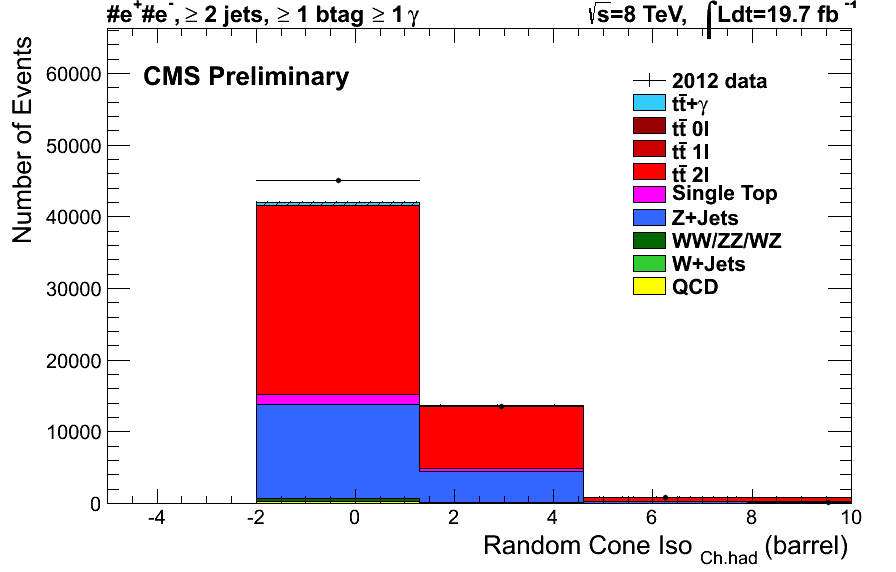 #e⁺#e⁻, ≥ 2 jets, ≥ 1 btag ≥ 1 γ
√s=8 TeV, ∫Ldt=19.7 fb⁻¹
CMS Preliminary
2012 data
tt̄+γ
tt̄ 0l
tt̄ 1l
tt̄ 2l
Single Top
Z+Jets
WW/ZZ/WZ
W+Jets
QCD
Number of Events
60000
50000
40000
30000
20000
10000
0
-4 -2 0 2 4 6 8 10
Random Cone Iso Ch.had (barrel)